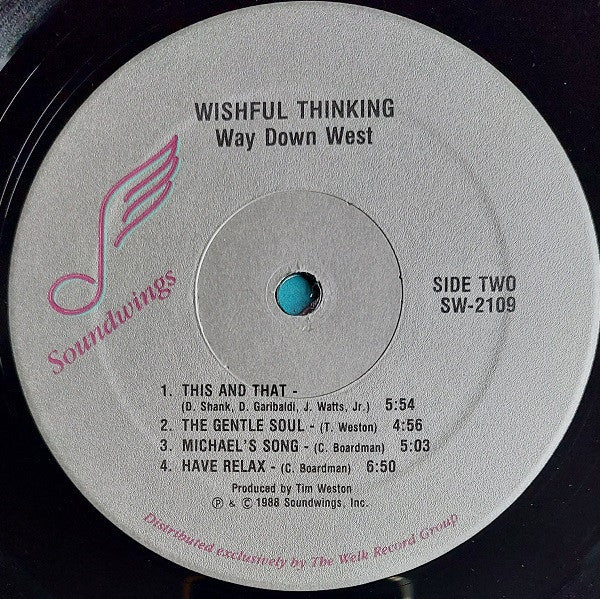 WISHFUL THINKING
Way Down West
Soundwings
SIDE TWO
SW-2109
1. THIS AND THAT -
(D. Shank, D. Garibaldi, J. Watts, Jr.) 5:54
2. THE GENTLE SOUL - (T. Weston) 4:56
3. MICHAEL'S SONG - (C. Boardman) 5:03
4. HAVE RELAX - (C. Boardman) 6:50
Produced by Tim Weston
℗ & © 1988 Soundwings, Inc.
Distributed exclusively by The Welk Record Group